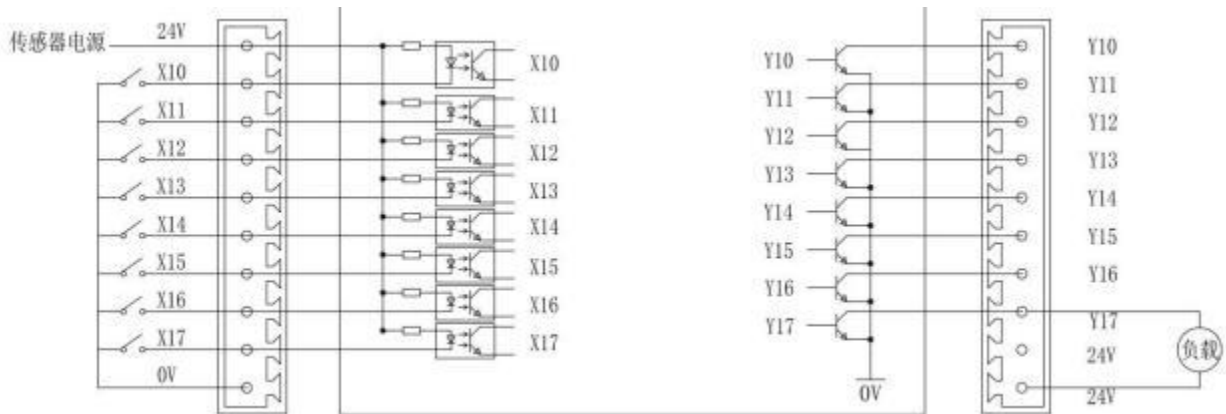 传感器电源
24V
X10
X11
X12
X13
X14
X15
X16
X17
0V
X10
X11
X12
X13
X14
X15
X16
X17
Y10
Y11
Y12
Y13
Y14
Y15
Y16
Y17
0V
Y10
Y11
Y12
Y13
Y14
Y15
Y16
Y17
24V
24V
负载